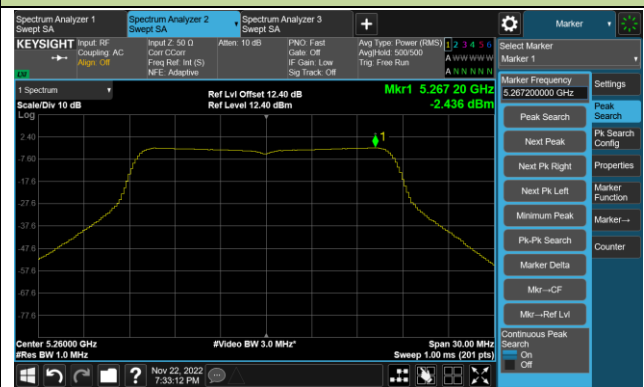 Spectrum Analyzer 1
Swept SA
Spectrum Analyzer 2
Swept SA
Spectrum Analyzer 3
Swept SA
+
Marker
KEYSIGHT
Input: RF
Coupling: AC
Align: Off
Input Z: 50 Ω
Corr CCorr
Freq Ref: Int (S)
NFE: Adaptive
Atten: 10 dB
PNO: Fast
Gate: Off
IF Gain: Low
Sig Track: Off
Avg Type: Power (RMS)
Avg|Hold: 500/500
Trig: Free Run
1 2 3 4 5 6
A W W W W W
A N N N N N
Select Marker
Marker 1
LXI
1 Spectrum
Scale/Div 10 dB
Log
Ref Lvl Offset 12.40 dB
Ref Level 12.40 dBm
Mkr1 5.267 20 GHz
-2.436 dBm
1
2.40
-7.60
-17.6
-27.6
-37.6
-47.6
-57.6
-67.6
-77.6
Center 5.26000 GHz
#Res BW 1.0 MHz
#Video BW 3.0 MHz*
Span 30.00 MHz
Sweep 1.00 ms (201 pts)
Marker Frequency
5.267200000 GHz
Peak Search
Next Peak
Next Pk Right
Next Pk Left
Minimum Peak
Pk-Pk Search
Marker Delta
Mkr→CF
Mkr→Ref Lvl
Continuous Peak
Search
On
Off
Settings
Peak
Search
Pk Search
Config
Properties
Marker
Function
Marker→
Counter
?
Nov 22, 2022
7:33:12 PM